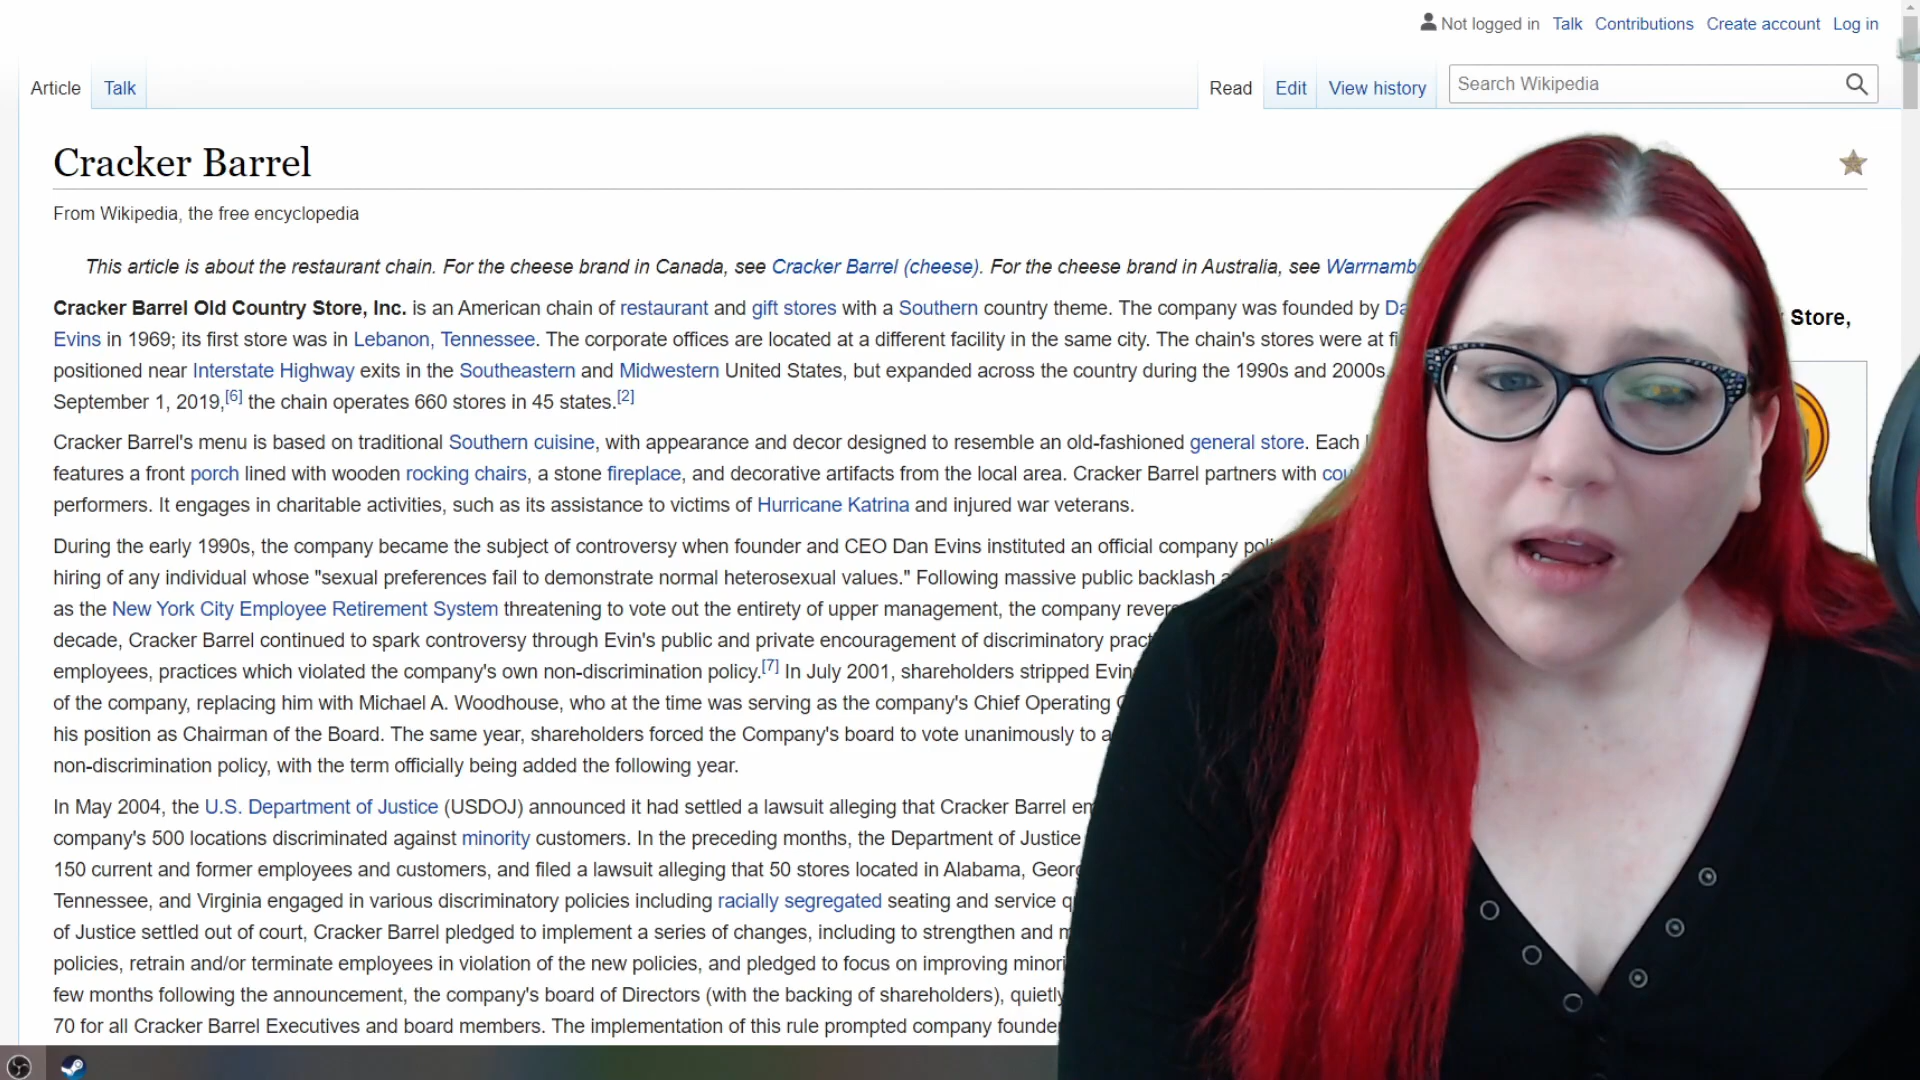 Not logged in Talk Contributions Create account Log in
Article Talk Read Edit View history Search Wikipedia
Cracker Barrel
From Wikipedia, the free encyclopedia
This article is about the restaurant chain. For the cheese brand in Canada, see Cracker Barrel (cheese). For the cheese brand in Australia, see Warrnamb
Cracker Barrel Old Country Store, Inc. is an American chain of restaurant and gift stores with a Southern country theme. The company was founded by Da
Store,
Evins in 1969; its first store was in Lebanon, Tennessee. The corporate offices are located at a different facility in the same city. The chain's stores were at fi
positioned near Interstate Highway exits in the Southeastern and Midwestern United States, but expanded across the country during the 1990s and 2000s.
September 1, 2019,[6] the chain operates 660 stores in 45 states.[2]
Cracker Barrel's menu is based on traditional Southern cuisine, with appearance and decor designed to resemble an old-fashioned general store. Each
features a front porch lined with wooden rocking chairs, a stone fireplace, and decorative artifacts from the local area. Cracker Barrel partners with cou
performers. It engages in charitable activities, such as its assistance to victims of Hurricane Katrina and injured war veterans.
During the early 1990s, the company became the subject of controversy when founder and CEO Dan Evins instituted an official company poli
hiring of any individual whose "sexual preferences fail to demonstrate normal heterosexual values." Following massive public backlash a
as the New York City Employee Retirement System threatening to vote out the entirety of upper management, the company rever
decade, Cracker Barrel continued to spark controversy through Evin's public and private encouragement of discriminatory pract
employees, practices which violated the company's own non-discrimination policy.[7] In July 2001, shareholders stripped Evin
of the company, replacing him with Michael A. Woodhouse, who at the time was serving as the company's Chief Operating
his position as Chairman of the Board. The same year, shareholders forced the Company's board to vote unanimously to a
non-discrimination policy, with the term officially being added the following year.
In May 2004, the U.S. Department of Justice (USDOJ) announced it had settled a lawsuit alleging that Cracker Barrel em
company's 500 locations discriminated against minority customers. In the preceding months, the Department of Justice
150 current and former employees and customers, and filed a lawsuit alleging that 50 stores located in Alabama, Georg
Tennessee, and Virginia engaged in various discriminatory policies including racially segregated seating and service q
of Justice settled out of court, Cracker Barrel pledged to implement a series of changes, including to strengthen and m
policies, retrain and/or terminate employees in violation of the new policies, and pledged to focus on improving minori
few months following the announcement, the company's board of Directors (with the backing of shareholders), quietly
70 for all Cracker Barrel Executives and board members. The implementation of this rule prompted company founde